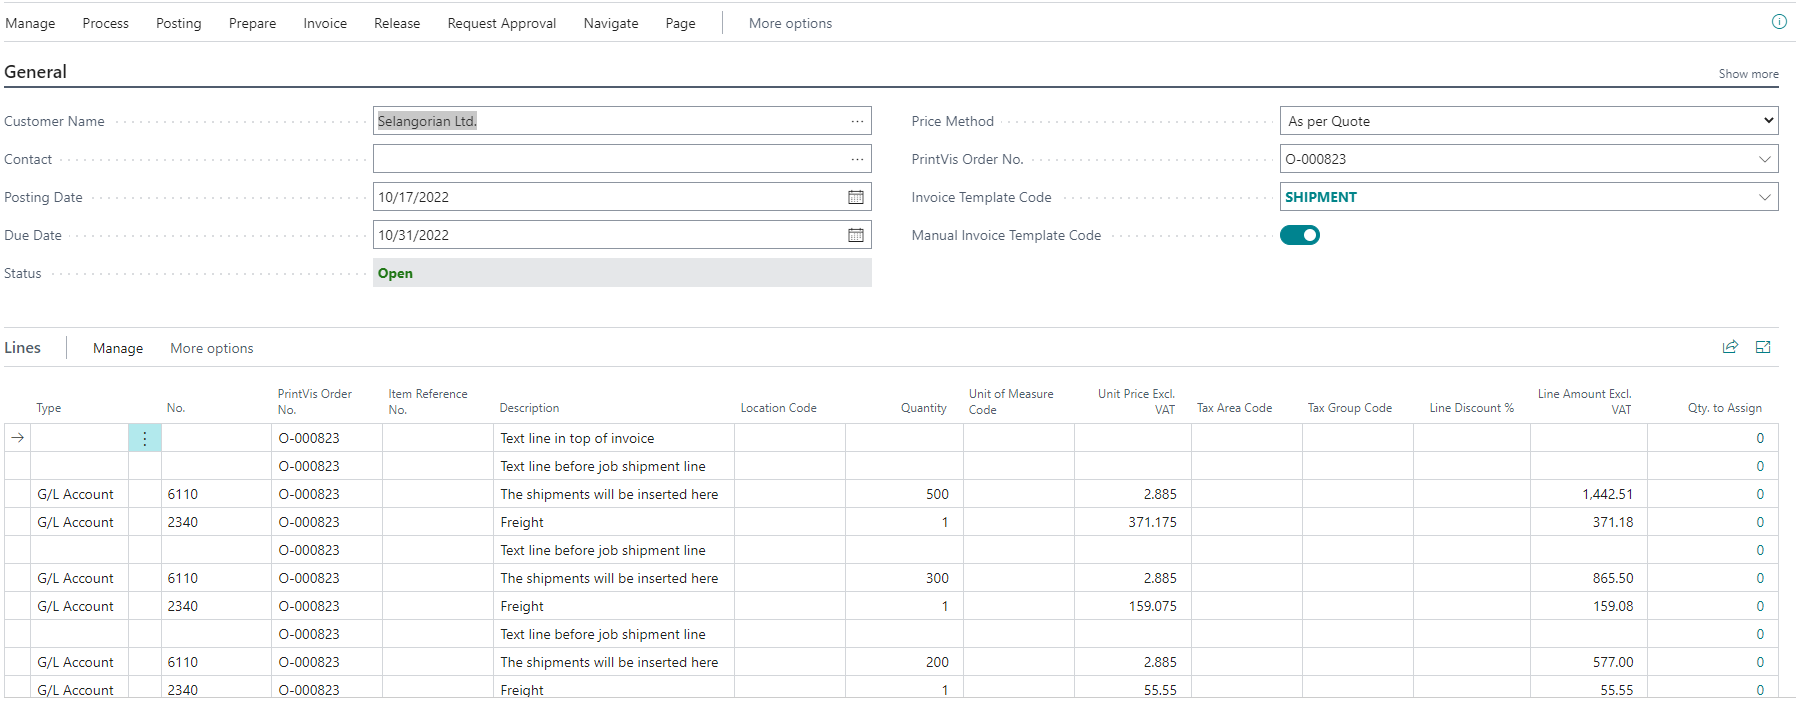 Manage Process Posting Prepare Invoice Release Request Approval Navigate Page More options
General Show more
Customer Name Selangorian Ltd. Price Method As per Quote
Contact PrintVis Order No. O-000823
Posting Date 10/17/2022 Invoice Template Code SHIPMENT
Due Date 10/31/2022 Manual Invoice Template Code
Status Open
Lines Manage More options
Type No. PrintVis Order No. Item Reference No. Description Location Code Quantity Unit of Measure Code Unit Price Excl. VAT Tax Area Code Tax Group Code Line Discount % Line Amount Excl. VAT Qty. to Assign
O-000823 Text line in top of invoice 0
O-000823 Text line before job shipment line 0
G/L Account 6110 O-000823 The shipments will be inserted here 500 2.885 1,442.51 0
G/L Account 2340 O-000823 Freight 1 371.175 371.18 0
O-000823 Text line before job shipment line 0
G/L Account 6110 O-000823 The shipments will be inserted here 300 2.885 865.50 0
G/L Account 2340 O-000823 Freight 1 159.075 159.08 0
O-000823 Text line before job shipment line 0
G/L Account 6110 O-000823 The shipments will be inserted here 200 2.885 577.00 0
G/L Account 2340 O-000823 Freight 1 55.55 55.55 0